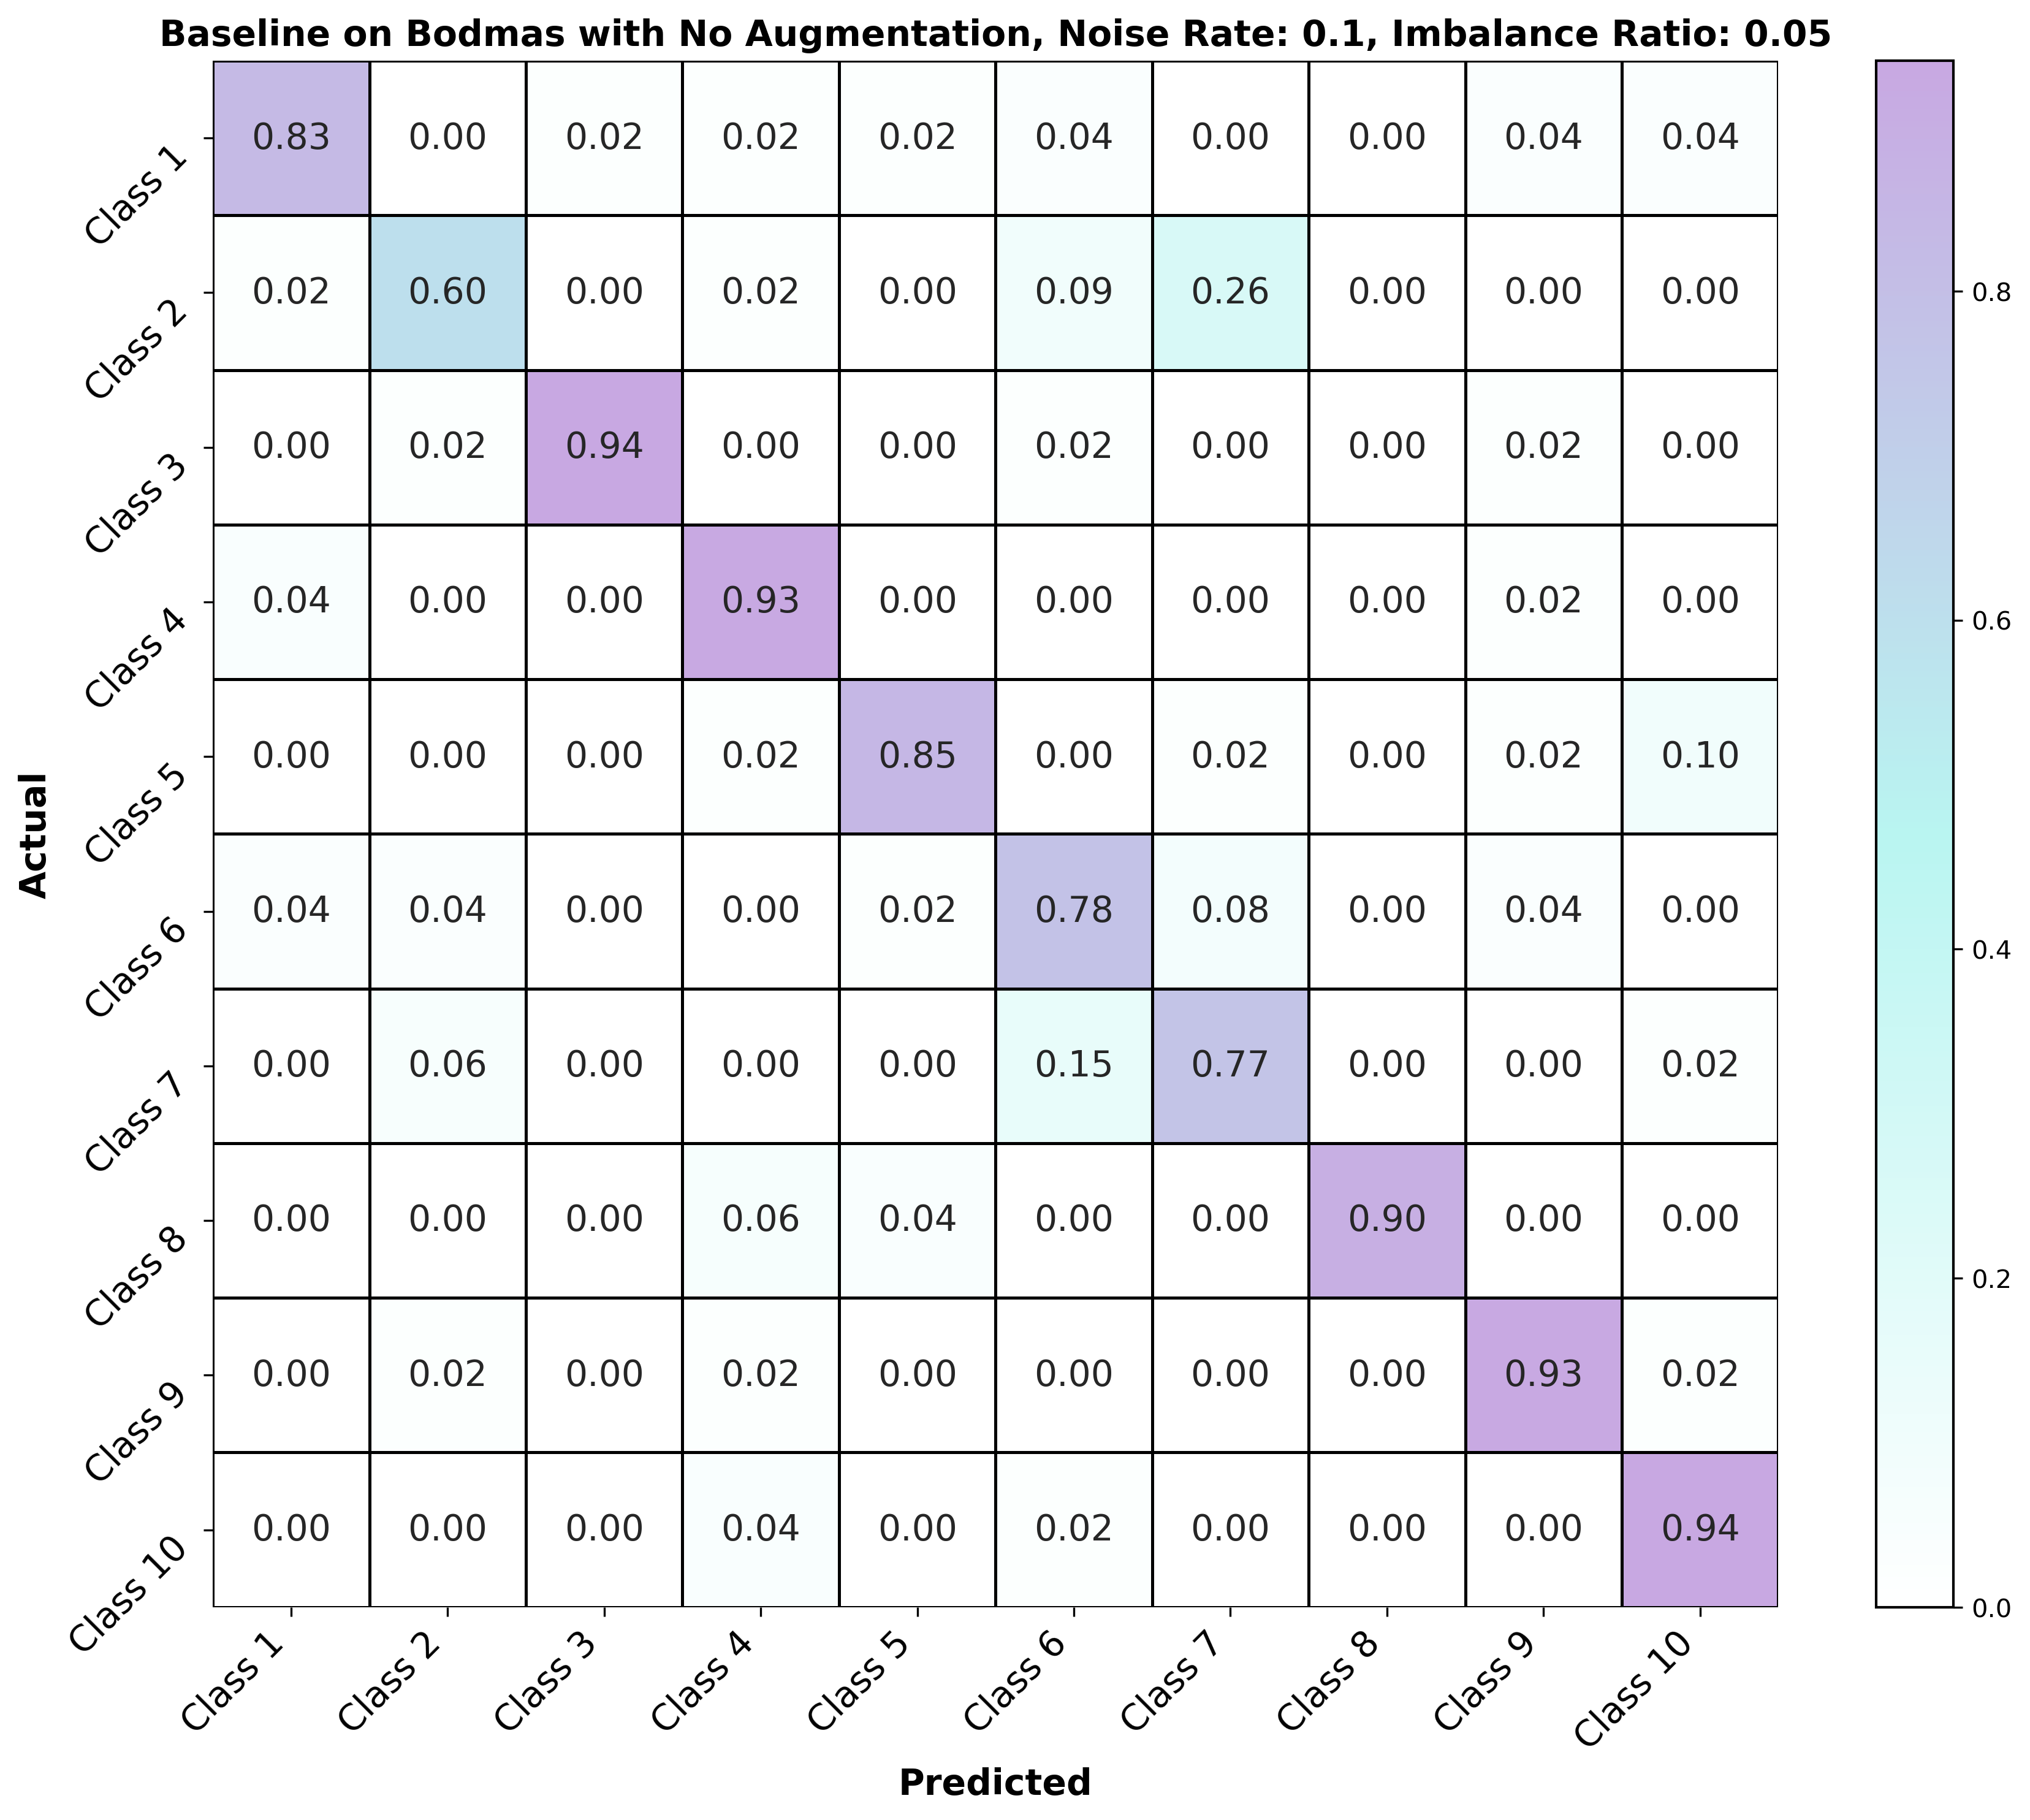 Baseline on Bodmas with No Augmentation, Noise Rate: 0.1, Imbalance Ratio: 0.05
Actual
Class 1 0.83 0.00 0.02 0.02 0.02 0.04 0.00 0.00 0.04 0.04
Class 2 0.02 0.60 0.00 0.02 0.00 0.09 0.26 0.00 0.00 0.00
Class 3 0.00 0.02 0.94 0.00 0.00 0.02 0.00 0.00 0.02 0.00
Class 4 0.04 0.00 0.00 0.93 0.00 0.00 0.00 0.00 0.02 0.00
Class 5 0.00 0.00 0.00 0.02 0.85 0.00 0.02 0.00 0.02 0.10
Class 6 0.04 0.04 0.00 0.00 0.02 0.78 0.08 0.00 0.04 0.00
Class 7 0.00 0.06 0.00 0.00 0.00 0.15 0.77 0.00 0.00 0.02
Class 8 0.00 0.00 0.00 0.06 0.04 0.00 0.00 0.90 0.00 0.00
Class 9 0.00 0.02 0.00 0.02 0.00 0.00 0.00 0.00 0.93 0.02
Class 10 0.00 0.00 0.00 0.04 0.00 0.02 0.00 0.00 0.00 0.94
Class 1 Class 2 Class 3 Class 4 Class 5 Class 6 Class 7 Class 8 Class 9 Class 10
Predicted
0.8
0.6
0.4
0.2
0.0